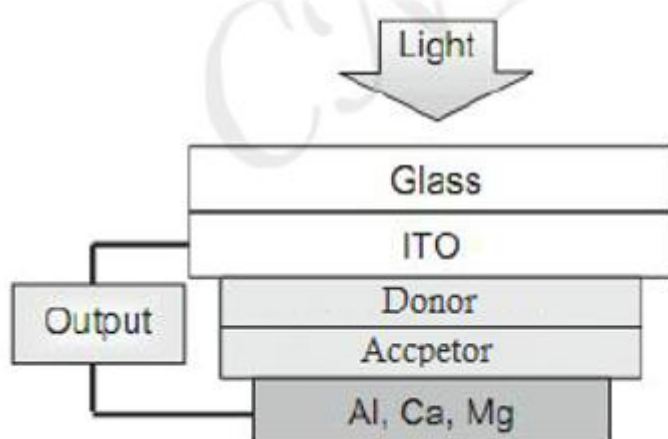 Light
Glass
ITO
Donor
Accpetor
Output
Al, Ca, Mg